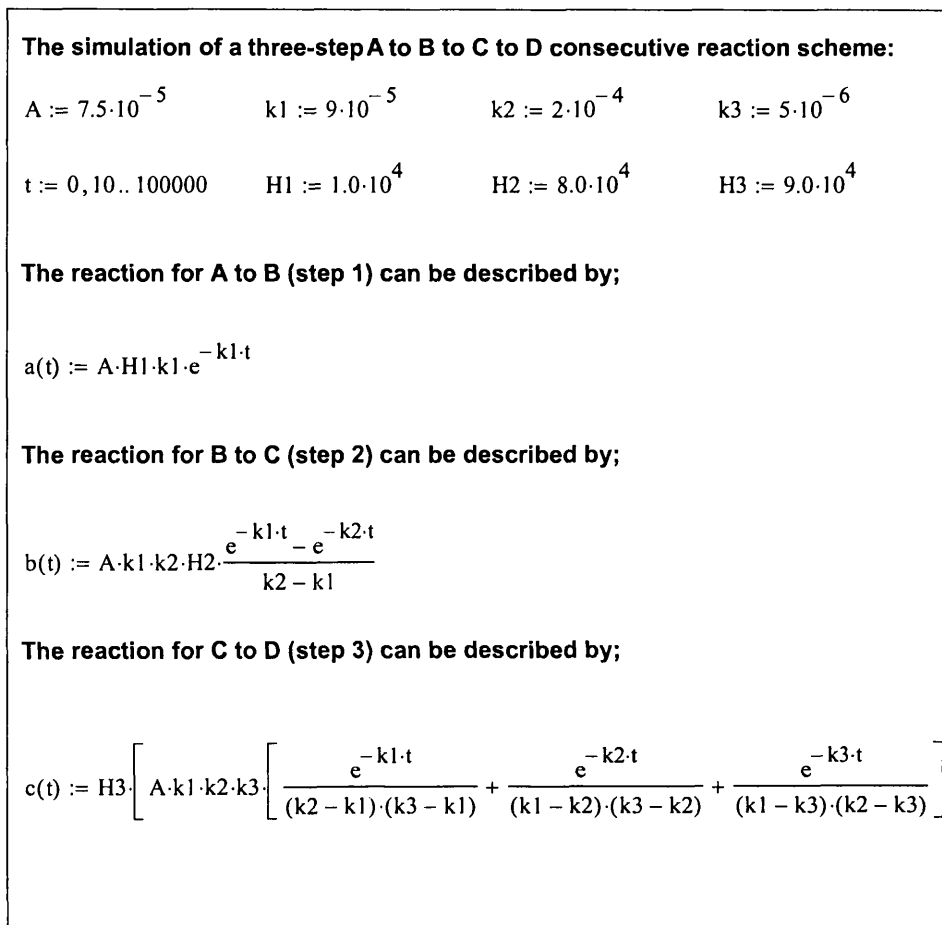 The simulation of a three-step A to B to C to D consecutive reaction scheme:
A := 7.5·10^-5 k1 := 9·10^-5 k2 := 2·10^-4 k3 := 5·10^-6
t := 0,10.. 100000 H1 := 1.0·10^4 H2 := 8.0·10^4 H3 := 9.0·10^4
The reaction for A to B (step 1) can be described by;
a(t) := A·H1·k1·e^-k1·t
The reaction for B to C (step 2) can be described by;
b(t) := A·k1·k2·H2·(e^-k1·t - e^-k2·t)/(k2 - k1)
The reaction for C to D (step 3) can be described by;
c(t) := H3·[A·k1·k2·k3·[e^-k1·t/((k2 - k1)·(k3 - k1)) + e^-k2·t/((k1 - k2)·(k3 - k2)) + e^-k3·t/((k1 - k3)·(k2 - k3))]